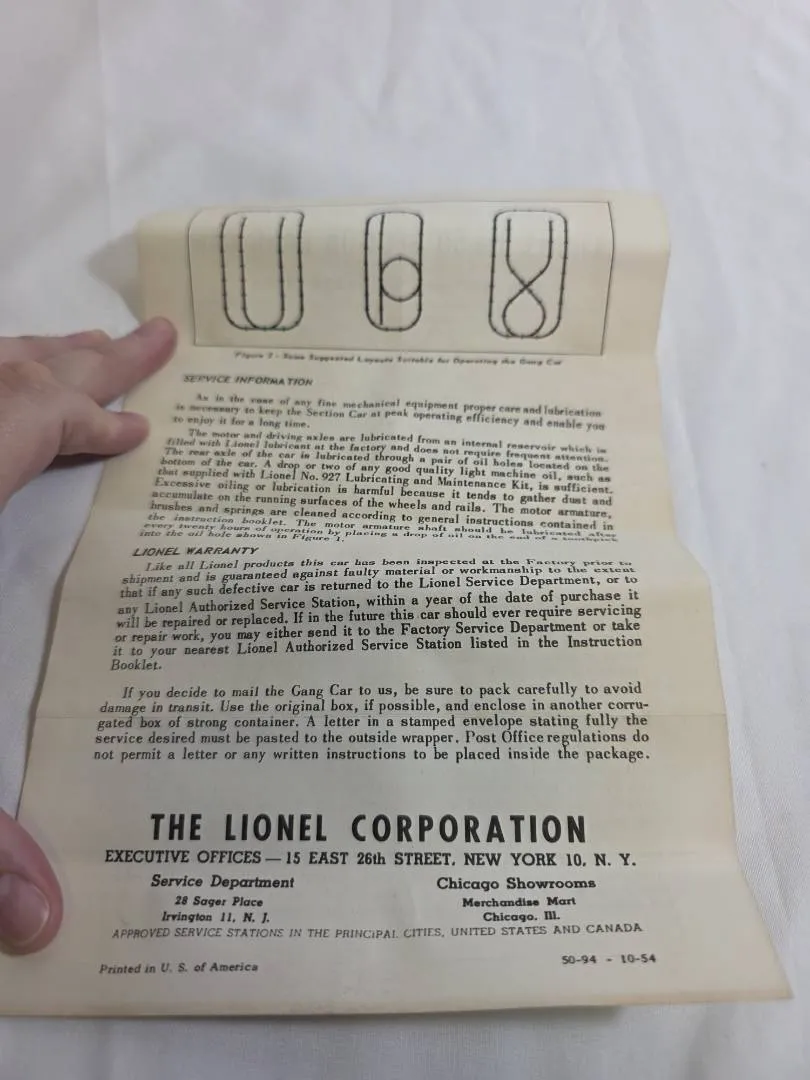 Figure 2 - Some Suggested Layouts Suitable for Operating the Gang Car
SERVICE INFORMATION
As in the case of any fine mechanical equipment proper care and lubrication
is necessary to keep the Section Car at peak operating efficiency and enable you
to enjoy it for a long time.
The motor and driving axles are lubricated from an internal reservoir which is
filled with Lionel lubricant at the factory and does not require frequent attention.
The rear axle of the car is lubricated through a pair of oil holes located on the
bottom of the car. A drop or two of any good quality light machine oil, such as
that supplied with Lionel No. 927 Lubricating and Maintenance Kit, is sufficient.
Excessive oiling or lubrication is harmful because it tends to gather dust and
accumulate on the running surfaces of the wheels and rails. The motor armature,
brushes and springs are cleaned according to general instructions contained in
the instruction booklet. The motor armature shaft should be lubricated after
every twenty hours of operation by placing a drop of oil on the end of a toothpick
into the oil hole shown in Figure 1.
LIONEL WARRANTY
Like all Lionel products this car has been inspected at the Factory prior to
shipment and is guaranteed against faulty material or workmanship to the extent
that if any such defective car is returned to the Lionel Service Department, or to
any Lionel Authorized Service Station, within a year of the date of purchase it
will be repaired or replaced. If in the future this car should ever require servicing
or repair work, you may either send it to the Factory Service Department or take
it to your nearest Lionel Authorized Service Station listed in the Instruction
Booklet.
If you decide to mail the Gang Car to us, be sure to pack carefully to avoid
damage in transit. Use the original box, if possible, and enclose in another corru-
gated box of strong container. A letter in a stamped envelope stating fully the
service desired must be pasted to the outside wrapper. Post Office regulations do
not permit a letter or any written instructions to be placed inside the package.
THE LIONEL CORPORATION
EXECUTIVE OFFICES — 15 EAST 26th STREET, NEW YORK 10, N. Y.
Service Department
28 Sager Place
Irvington 11, N. J.
Chicago Showrooms
Merchandise Mart
Chicago, Ill.
APPROVED SERVICE STATIONS IN THE PRINCIPAL CITIES, UNITED STATES AND CANADA
Printed in U. S. of America
50-94 - 10-54